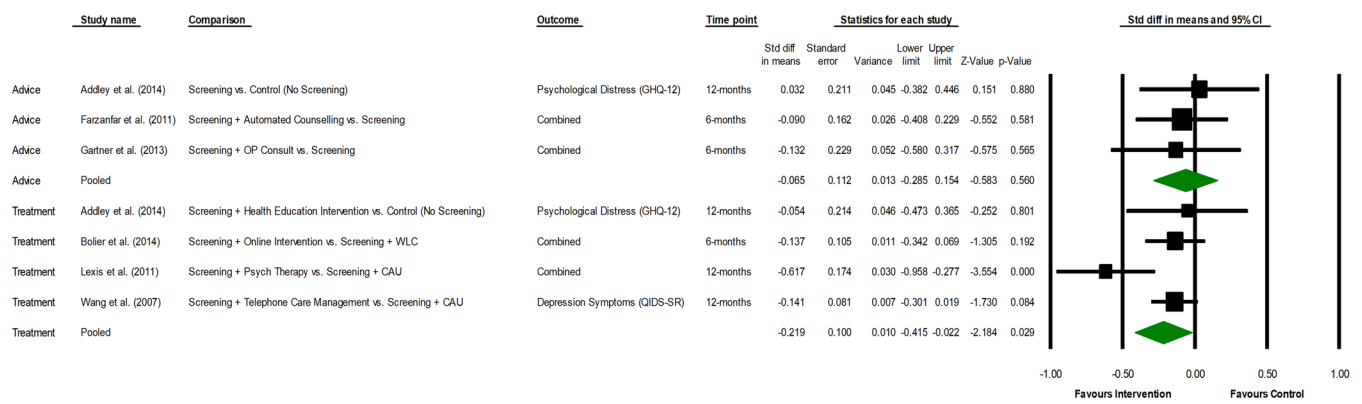 Study name Comparison Outcome Time point Statistics for each study Std diff in means and 95% CI
Std diff Standard Lower Upper
in means error Variance limit limit Z-Value p-Value
Advice Addley et al. (2014) Screening vs. Control (No Screening) Psychological Distress (GHQ-12) 12-months 0.032 0.211 0.045 -0.382 0.446 0.151 0.880
Advice Farzanfar et al. (2011) Screening + Automated Counselling vs. Screening Combined 6-months -0.090 0.162 0.026 -0.408 0.229 -0.552 0.581
Advice Gartner et al. (2013) Screening + OP Consult vs. Screening Combined 6-months -0.132 0.229 0.052 -0.580 0.317 -0.575 0.565
Advice Pooled -0.065 0.112 0.013 -0.285 0.154 -0.583 0.560
Treatment Addley et al. (2014) Screening + Health Education Intervention vs. Control (No Screening) Psychological Distress (GHQ-12) 12-months -0.054 0.214 0.046 -0.473 0.365 -0.252 0.801
Treatment Bolier et al. (2014) Screening + Online Intervention vs. Screening + WLC Combined 6-months -0.137 0.105 0.011 -0.342 0.069 -1.305 0.192
Treatment Lexis et al. (2011) Screening + Psych Therapy vs. Screening + CAU Combined 12-months -0.617 0.174 0.030 -0.958 -0.277 -3.554 0.000
Treatment Wang et al. (2007) Screening + Telephone Care Management vs. Screening + CAU Depression Symptoms (QIDS-SR) 12-months -0.141 0.081 0.007 -0.301 0.019 -1.730 0.084
Treatment Pooled -0.219 0.100 0.010 -0.415 -0.022 -2.184 0.029
-1.00 -0.50 0.00 0.50 1.00
Favours Intervention Favours Control